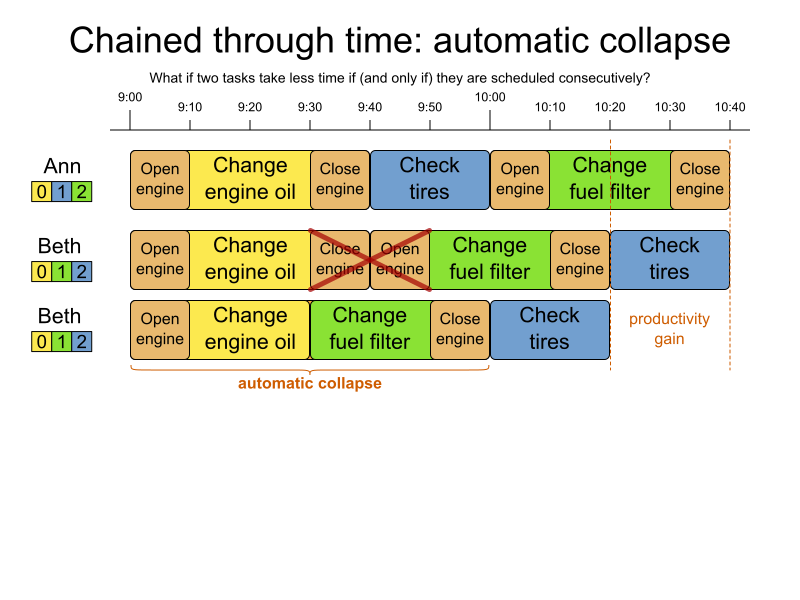 Chained through time: automatic collapse
What if two tasks take less time if (and only if) they are scheduled consecutively?
9:00 9:10 9:20 9:30 9:40 9:50 10:00 10:10 10:20 10:30 10:40
Ann
0 1 2
Open
engine
Change
engine oil
Close
engine
Check
tires
Open
engine
Change
fuel filter
Close
engine
Beth
0 1 2
Open
engine
Change
engine oil
Close
engine
Open
engine
Change
fuel filter
Close
engine
Check
tires
Beth
0 1 2
Open
engine
Change
engine oil
Change
fuel filter
Close
engine
Check
tires
productivity
gain
automatic collapse